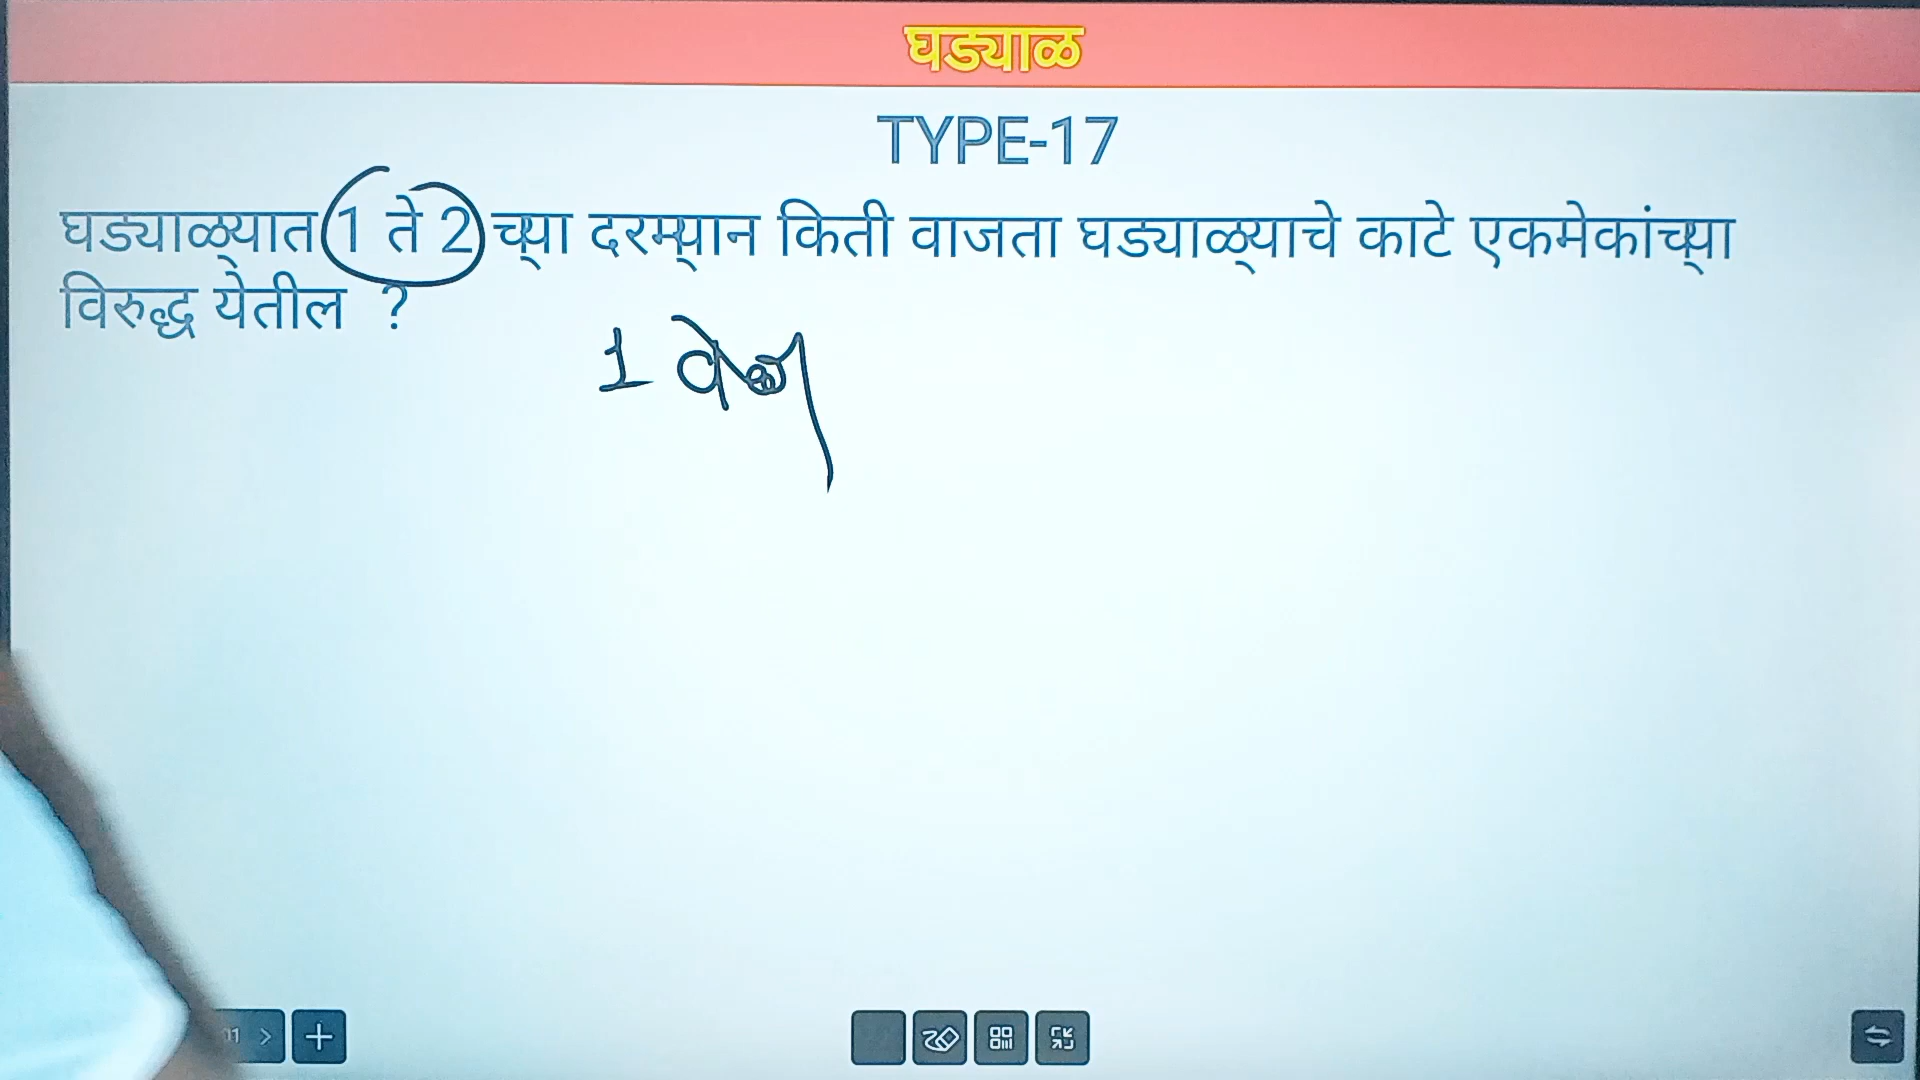 घड्याळ
TYPE-17
घड्याळ्यात 1 ते 2 च्या दरम्यान किती वाजता घड्याळ्याचे काटे एकमेकांच्या
विरुद्ध येतील ?
1 वेळा